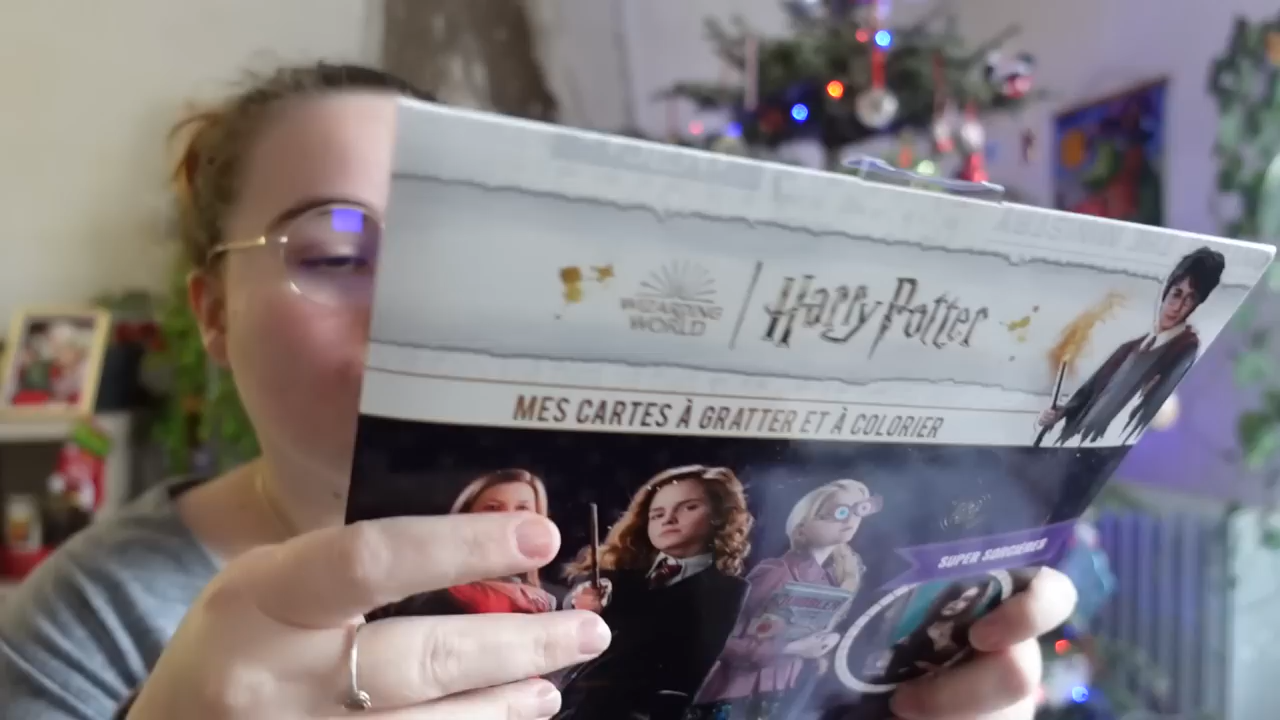 WIZARDING
WORLD
Harry Potter
MES CARTES À GRATTER ET À COLORIER
SUPER SORCIÈRES